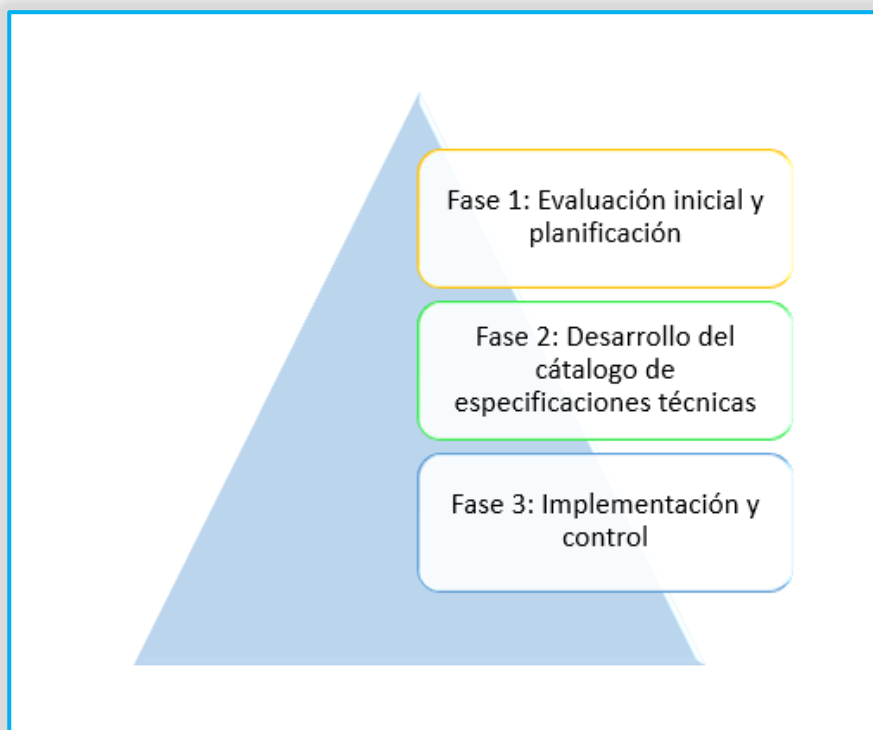 Fase 1: Evaluación inicial y
planificación
Fase 2: Desarrollo del
cátalogo de
especificaciones técnicas
Fase 3: Implementación y
control